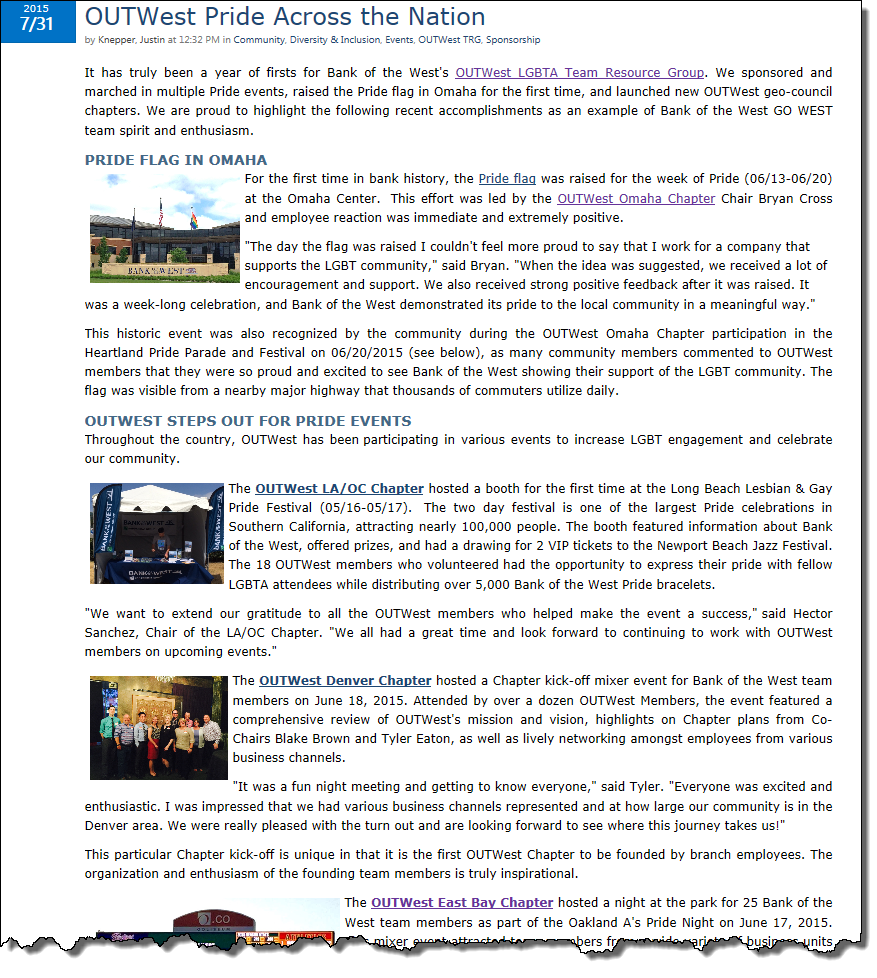 2015
7/31
OUTWest Pride Across the Nation
by Knepper, Justin at 12:32 PM in Community, Diversity & Inclusion, Events, OUTWest TRG, Sponsorship
It has truly been a year of firsts for Bank of the West's OUTWest LGBTA Team Resource Group. We sponsored and
marched in multiple Pride events, raised the Pride flag in Omaha for the first time, and launched new OUTWest geo-council
chapters. We are proud to highlight the following recent accomplishments as an example of Bank of the West GO WEST
team spirit and enthusiasm.
PRIDE FLAG IN OMAHA
For the first time in bank history, the Pride flag was raised for the week of Pride (06/13-06/20)
at the Omaha Center. This effort was led by the OUTWest Omaha Chapter Chair Bryan Cross
and employee reaction was immediate and extremely positive.
BANK OF THE WEST
"The day the flag was raised I couldn't feel more proud to say that I work for a company that
supports the LGBT community," said Bryan. "When the idea was suggested, we received a lot of
encouragement and support. We also received strong positive feedback after it was raised. It
was a week-long celebration, and Bank of the West demonstrated its pride to the local community in a meaningful way."
This historic event was also recognized by the community during the OUTWest Omaha Chapter participation in the
Heartland Pride Parade and Festival on 06/20/2015 (see below), as many community members commented to OUTWest
members that they were so proud and excited to see Bank of the West showing their support of the LGBT community. The
flag was visible from a nearby major highway that thousands of commuters utilize daily.
OUTWEST STEPS OUT FOR PRIDE EVENTS
Throughout the country, OUTWest has been participating in various events to increase LGBT engagement and celebrate
our community.
The OUTWest LA/OC Chapter hosted a booth for the first time at the Long Beach Lesbian & Gay
Pride Festival (05/16-05/17). The two day festival is one of the largest Pride celebrations in
Southern California, attracting nearly 100,000 people. The booth featured information about Bank
of the West, offered prizes, and had a drawing for 2 VIP tickets to the Newport Beach Jazz Festival.
The 18 OUTWest members who volunteered had the opportunity to express their pride with fellow
LGBTA attendees while distributing over 5,000 Bank of the West Pride bracelets.
BANK OF THE WEST
BANK OF THE WEST
BANK OF THE WEST
BANK OF THE WEST
"We want to extend our gratitude to all the OUTWest members who helped make the event a success," said Hector
Sanchez, Chair of the LA/OC Chapter. "We all had a great time and look forward to continuing to work with OUTWest
members on upcoming events."
The OUTWest Denver Chapter hosted a Chapter kick-off mixer event for Bank of the West team
members on June 18, 2015. Attended by over a dozen OUTWest Members, the event featured a
comprehensive review of OUTWest's mission and vision, highlights on Chapter plans from Co-
Chairs Blake Brown and Tyler Eaton, as well as lively networking amongst employees from various
business channels.
"It was a fun night meeting and getting to know everyone," said Tyler. "Everyone was excited and
enthusiastic. I was impressed that we had various business channels represented and at how large our community is in the
Denver area. We were really pleased with the turn out and are looking forward to see where this journey takes us!"
This particular Chapter kick-off is unique in that it is the first OUTWest Chapter to be founded by branch employees. The
organization and enthusiasm of the founding team members is truly inspirational.
The OUTWest East Bay Chapter hosted a night at the park for 25 Bank of the
West team members as part of the Oakland A's Pride Night on June 17, 2015.
.CO
COLISEUM
mixer event attracted
business units